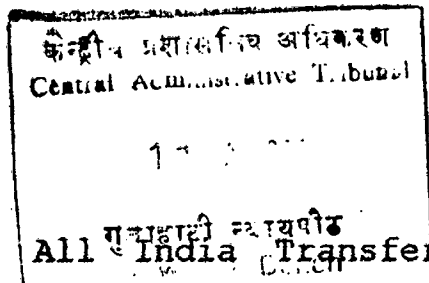 केन्द्रीय प्रशासनिक अधिकरण
Central Administrative Tribunal
गुवाहाटी न्यायपीठ
All India Transfer